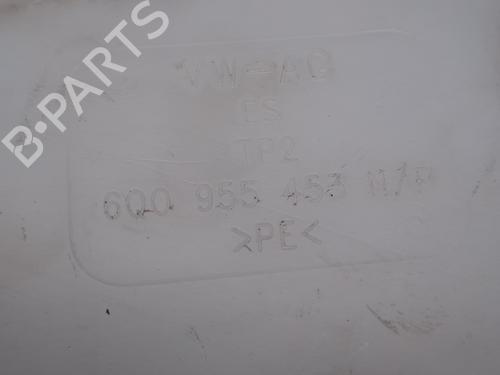 B-PARTS
VW-AG
ES
TP2
6Q0 955 453 N/P
>PE<